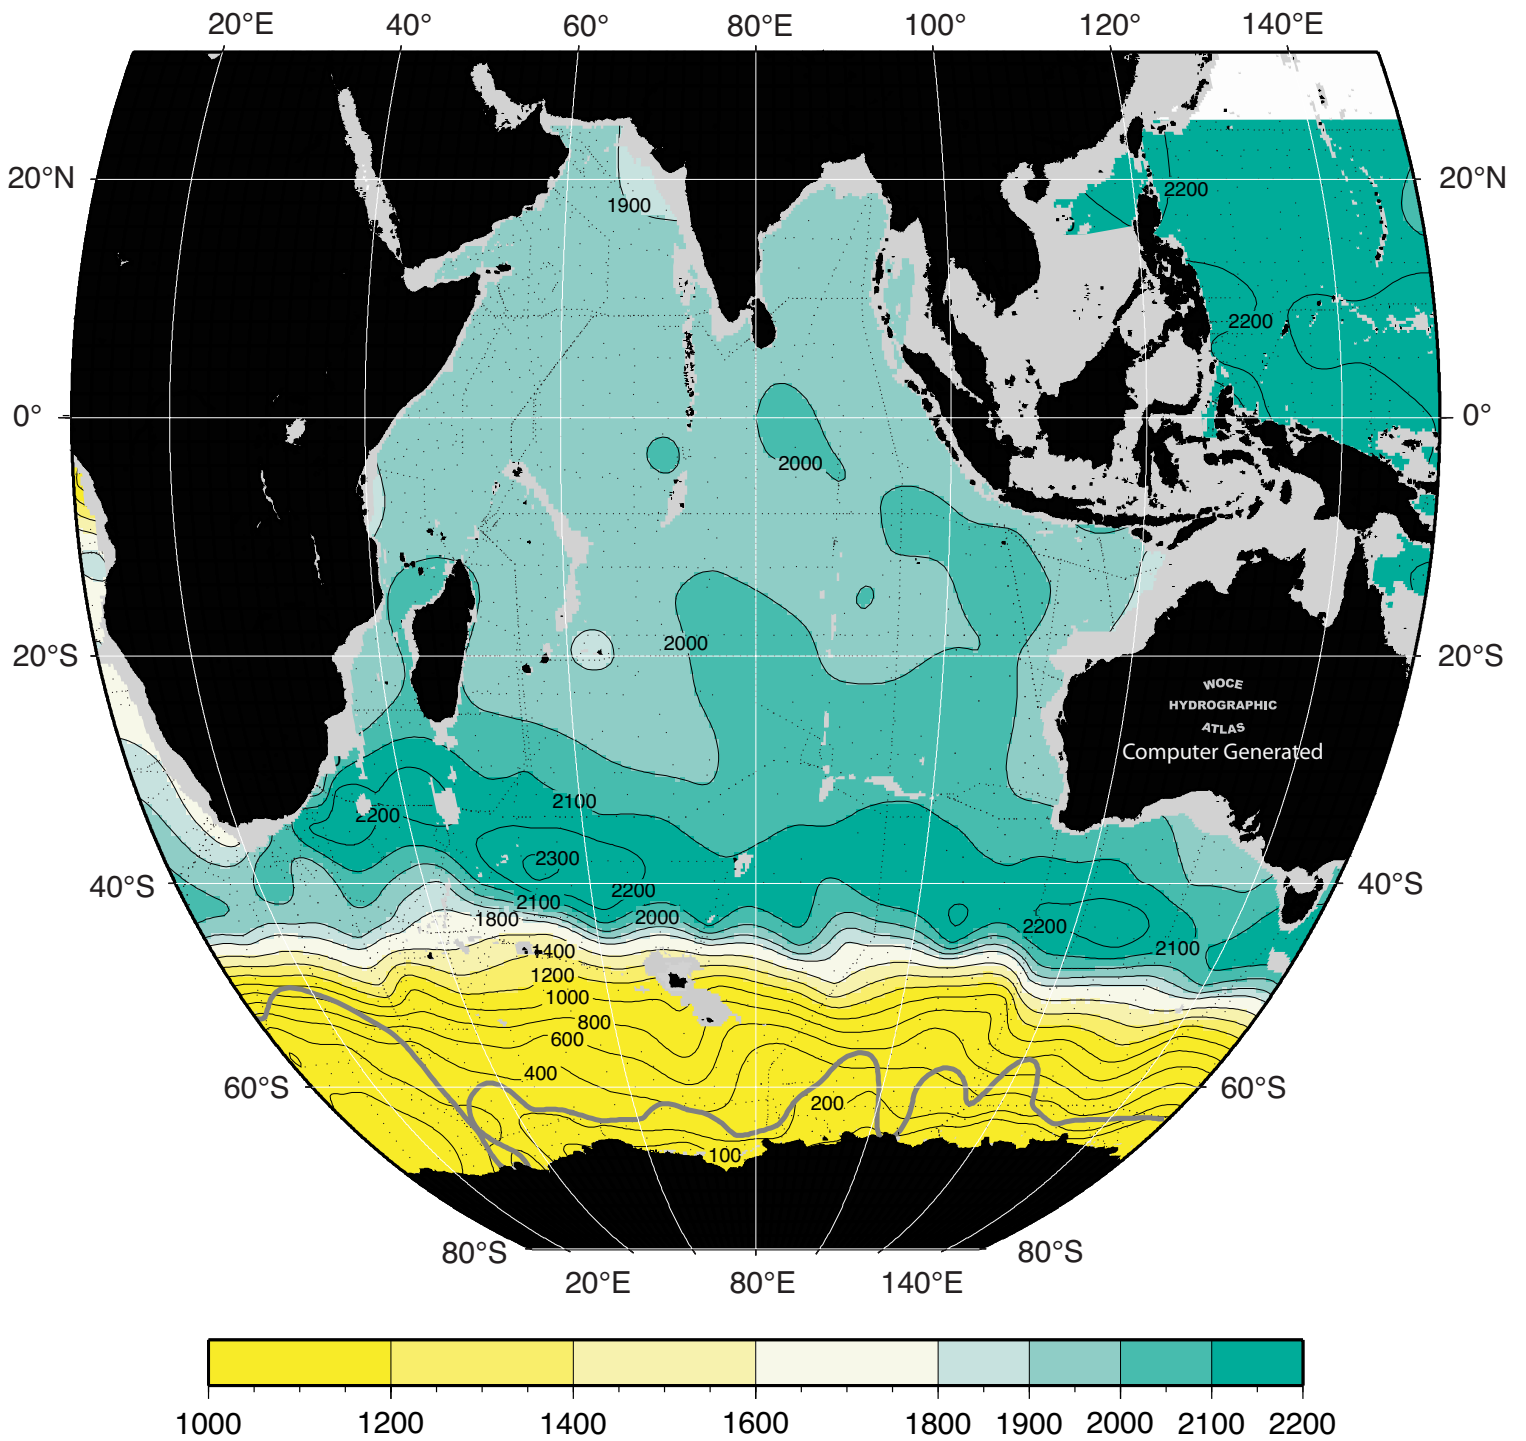 20°E 40° 60° 80°E 100° 120° 140°E
20°N 20°N
2200
1900
2200
0° 0°
2000
2000
20°S 20°S
WOCE
HYDROGRAPHIC
ATLAS
Computer Generated
2100
2200
2300
40°S 2200 40°S
2100
1800 2000 2200
1400 2100
1200
1000
800
600
400
60°S 200 60°S
100
80°S 80°S
20°E 80°E 140°E
1000 1200 1400 1600 1800 1900 2000 2100 2200